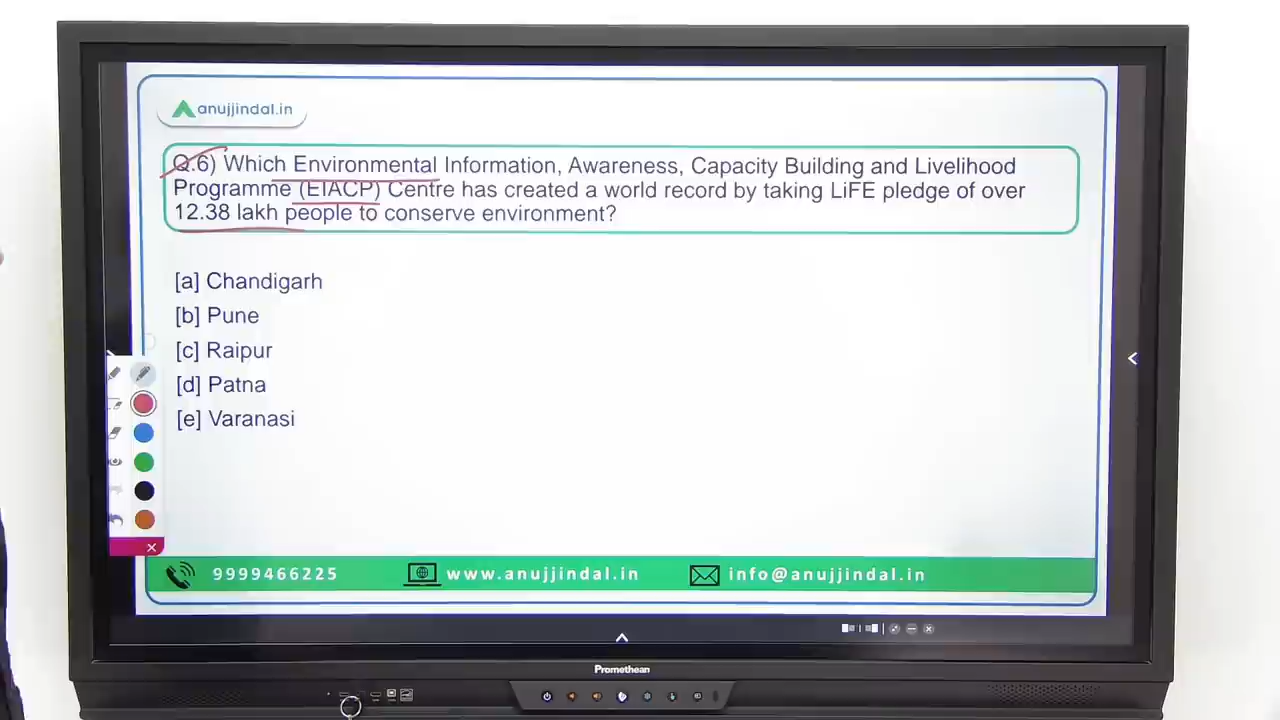 anujjindal.in
Q.6) Which Environmental Information, Awareness, Capacity Building and Livelihood
Programme (EIACP) Centre has created a world record by taking LiFE pledge of over
12.38 lakh people to conserve environment?
[a] Chandigarh
[b] Pune
[c] Raipur
[d] Patna
[e] Varanasi
9999466225 www.anujjindal.in info@anujjindal.in
Promethean